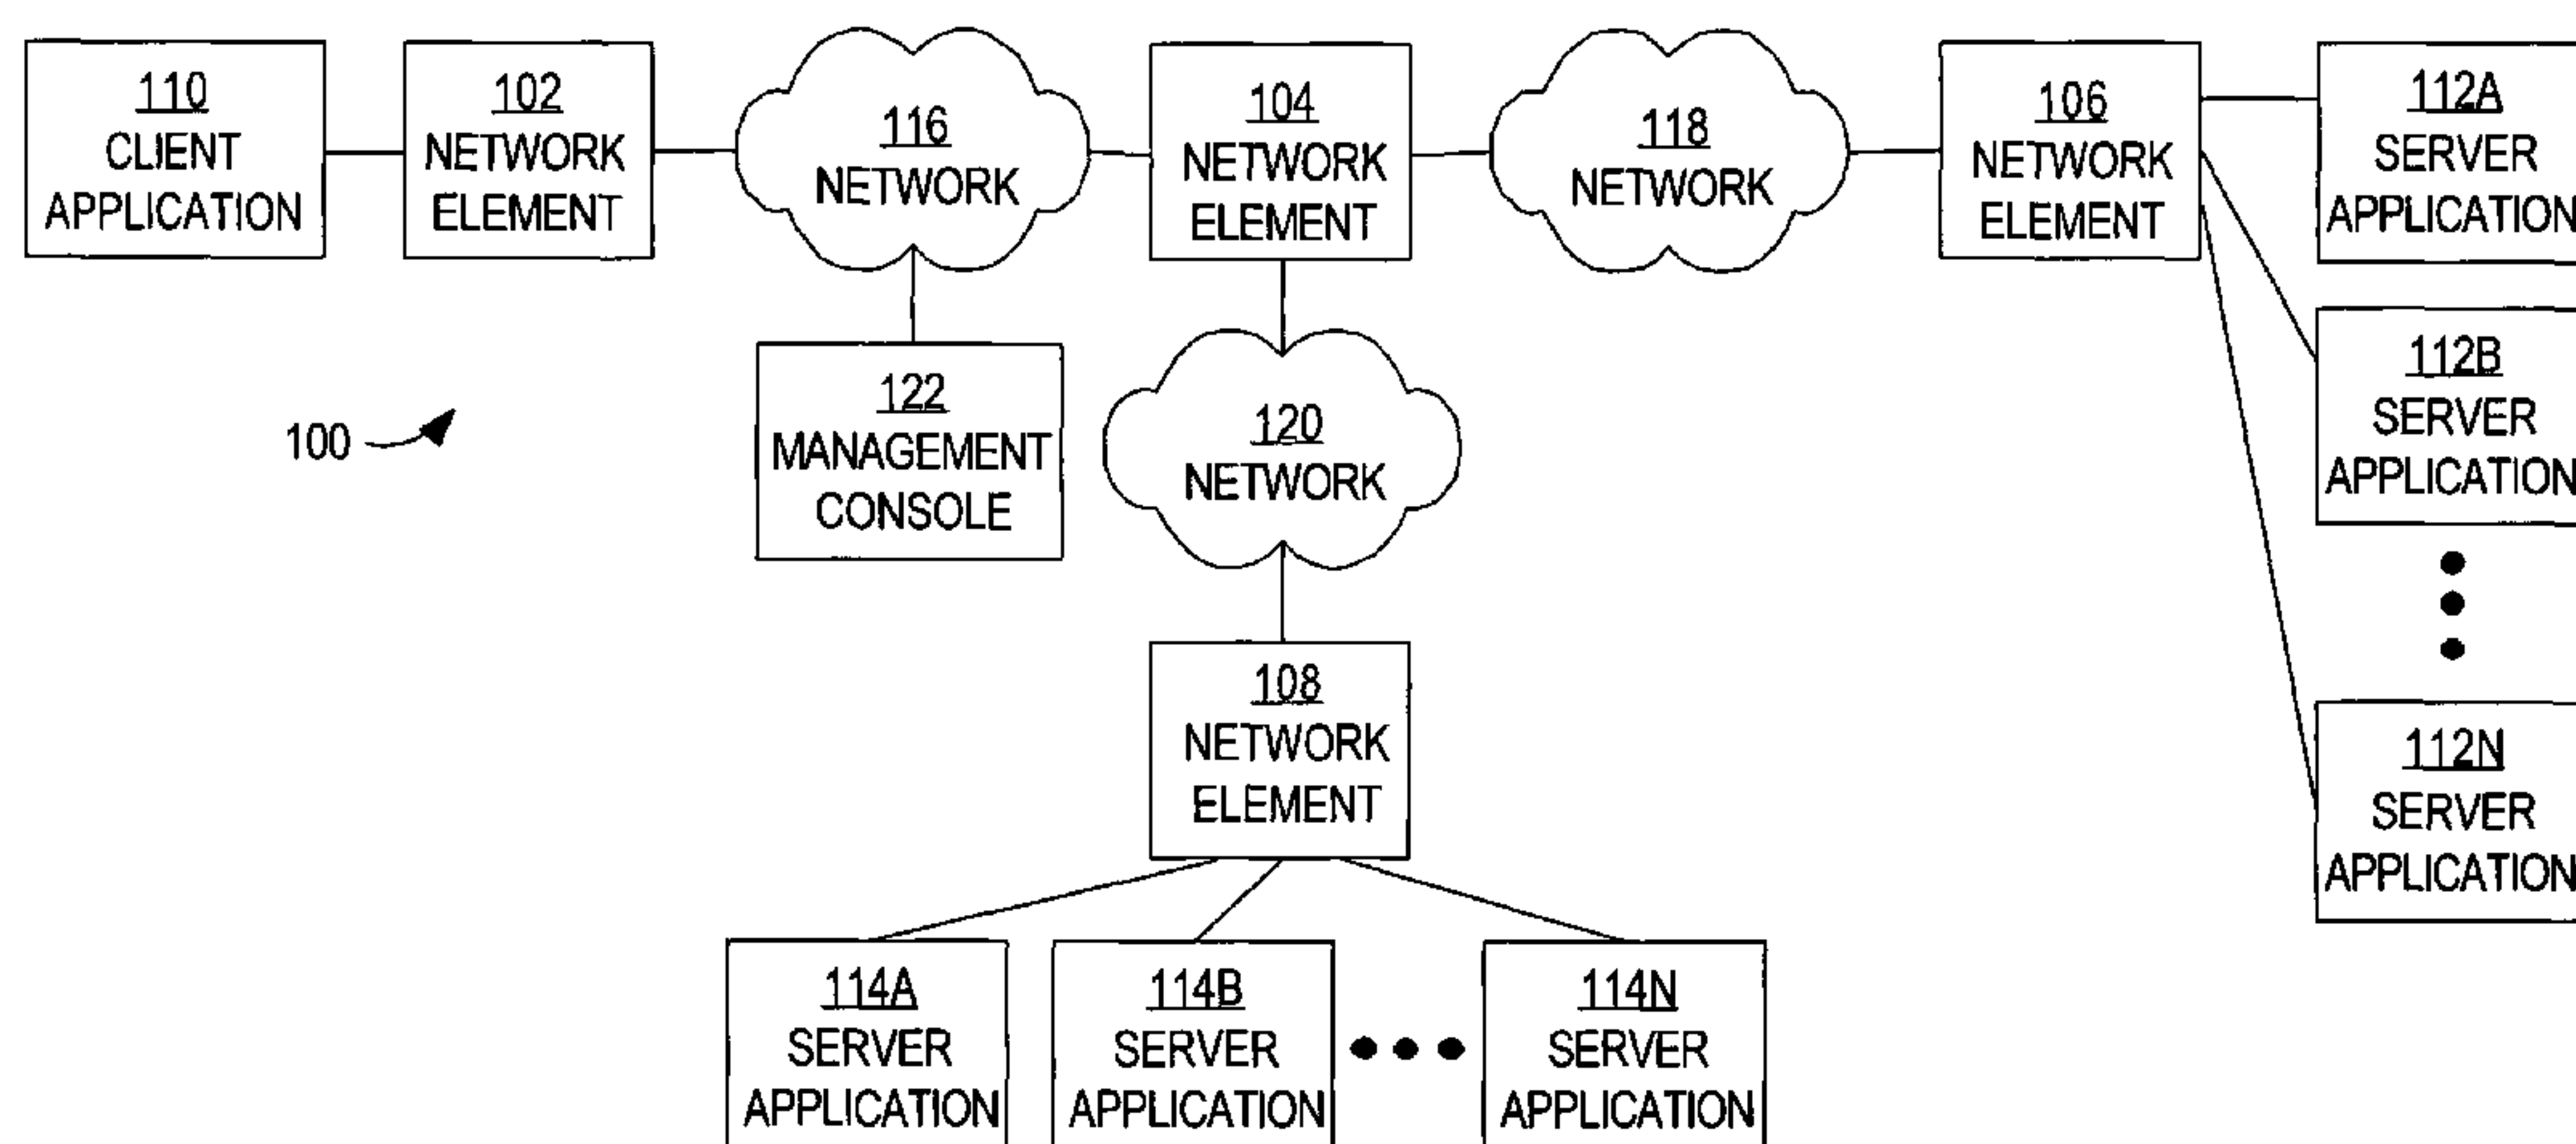 110
CLIENT
APPLICATION
102
NETWORK
ELEMENT
116
NETWORK
104
NETWORK
ELEMENT
118
NETWORK
106
NETWORK
ELEMENT
112A
SERVER
APPLICATION
122
MANAGEMENT
CONSOLE
100
120
NETWORK
112B
SERVER
APPLICATION
108
NETWORK
ELEMENT
112N
SERVER
APPLICATION
114A
SERVER
APPLICATION
114B
SERVER
APPLICATION
114N
SERVER
APPLICATION